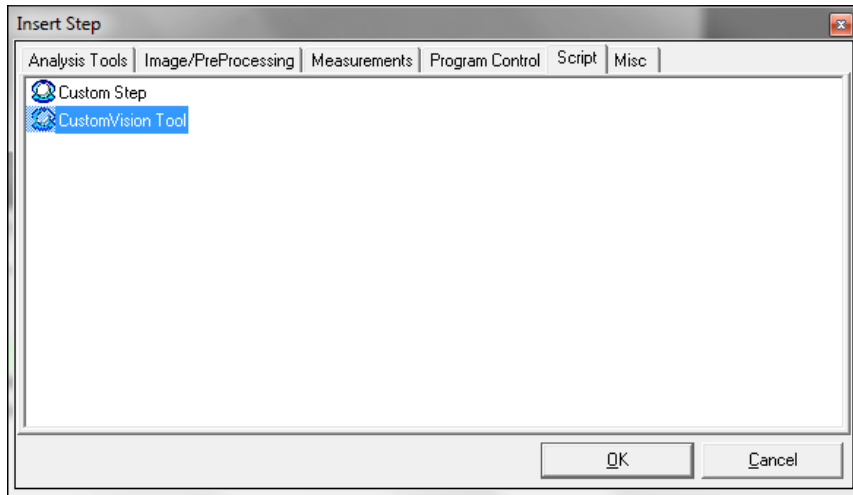 Insert Step
Analysis Tools Image/PreProcessing Measurements Program Control Script Misc
Custom Step
CustomVision Tool
OK Cancel